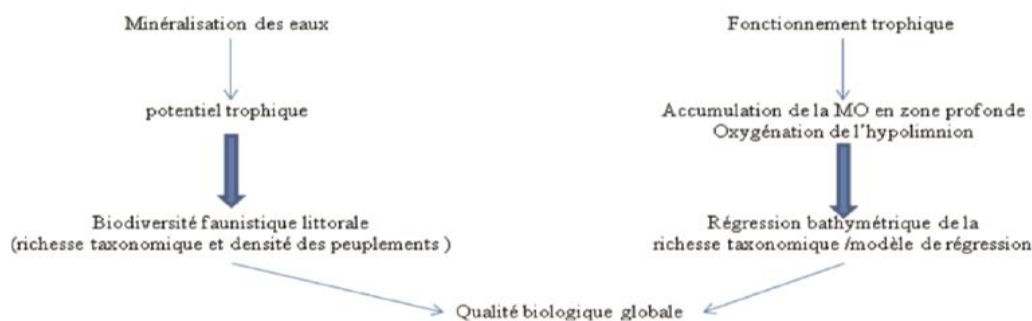 Minéralisation des eaux
Fonctionnement trophique
potentiel trophique
Accumulation de la MO en zone profonde
Oxygénation de l'hypolimnion
Biodiversité faunistique littorale
(richesse taxonomique et densité des peuplements )
Régression bathymétrique de la
richesse taxonomique /modèle de régression
Qualité biologique globale